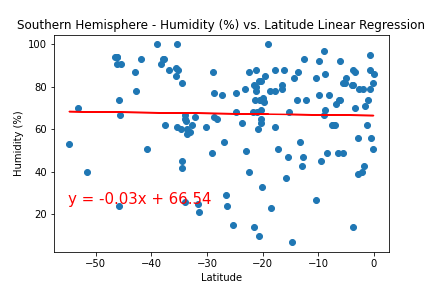 Southern Hemisphere - Humidity (%) vs. Latitude Linear Regression
100
80
60
40
20
Humidity (%)
y = -0.03x + 66.54
−50 −40 −30 −20 −10 0
Latitude